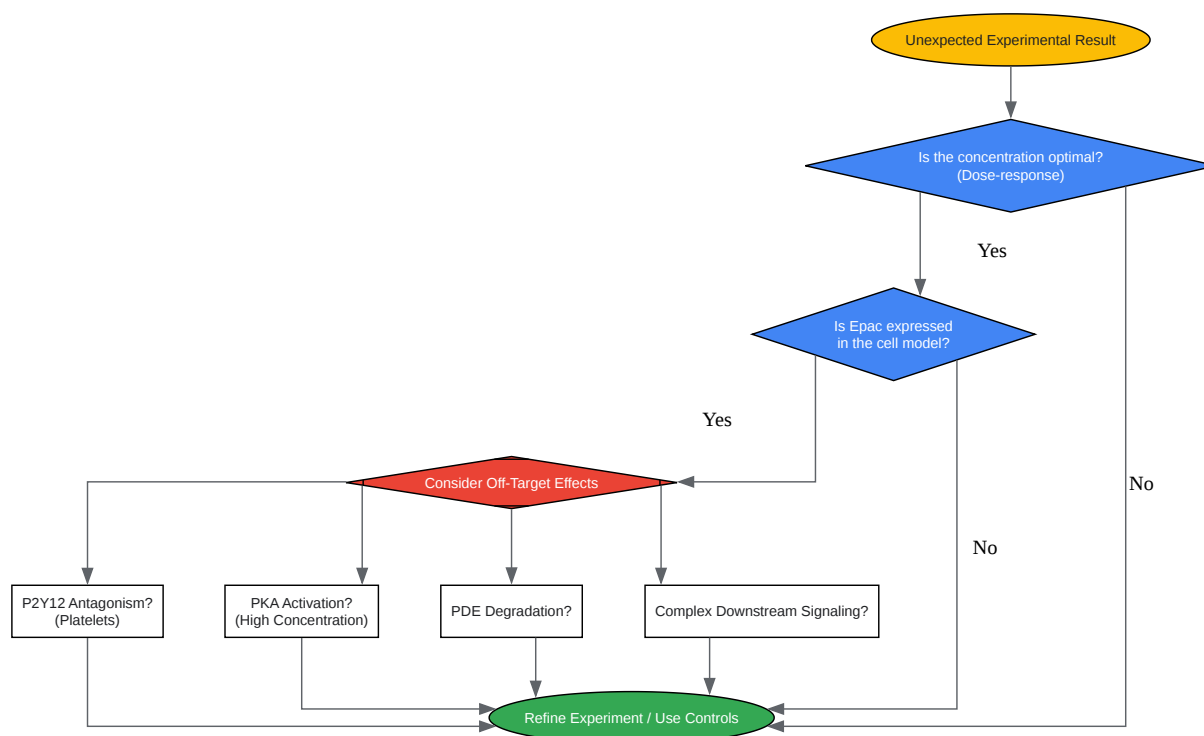 Unexpected Experimental Result
Is the concentration optimal?
(Dose-response)
Yes
Is Epac expressed
in the cell model?
Yes
Consider Off-Target Effects
No
No
P2Y12 Antagonism?
(Platelets)
PKA Activation?
(High Concentration)
PDE Degradation?
Complex Downstream Signaling?
Refine Experiment / Use Controls